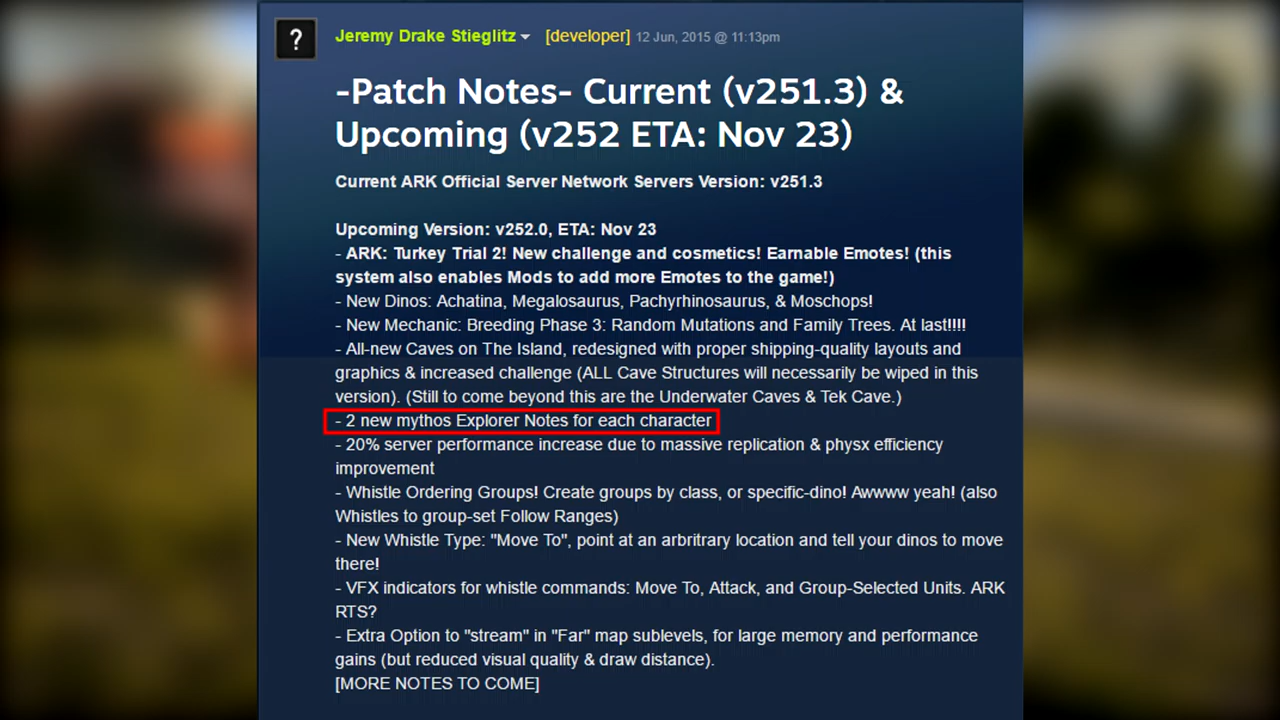 ?
Jeremy Drake Stieglitz [developer] 12 Jun, 2015 @ 11:13pm
-Patch Notes- Current (v251.3) &
Upcoming (v252 ETA: Nov 23)
Current ARK Official Server Network Servers Version: v251.3
Upcoming Version: v252.0, ETA: Nov 23
- ARK: Turkey Trial 2! New challenge and cosmetics! Earnable Emotes! (this
system also enables Mods to add more Emotes to the game!)
- New Dinos: Achatina, Megalosaurus, Pachyrhinosaurus, & Moschops!
- New Mechanic: Breeding Phase 3: Random Mutations and Family Trees. At last!!!!
- All-new Caves on The Island, redesigned with proper shipping-quality layouts and
graphics & increased challenge (ALL Cave Structures will necessarily be wiped in this
version). (Still to come beyond this are the Underwater Caves & Tek Cave.)
- 2 new mythos Explorer Notes for each character
- 20% server performance increase due to massive replication & physx efficiency
improvement
- Whistle Ordering Groups! Create groups by class, or specific-dino! Awwww yeah! (also
Whistles to group-set Follow Ranges)
- New Whistle Type: "Move To", point at an arbritrary location and tell your dinos to move
there!
- VFX indicators for whistle commands: Move To, Attack, and Group-Selected Units. ARK
RTS?
- Extra Option to "stream" in "Far" map sublevels, for large memory and performance
gains (but reduced visual quality & draw distance).
[MORE NOTES TO COME]